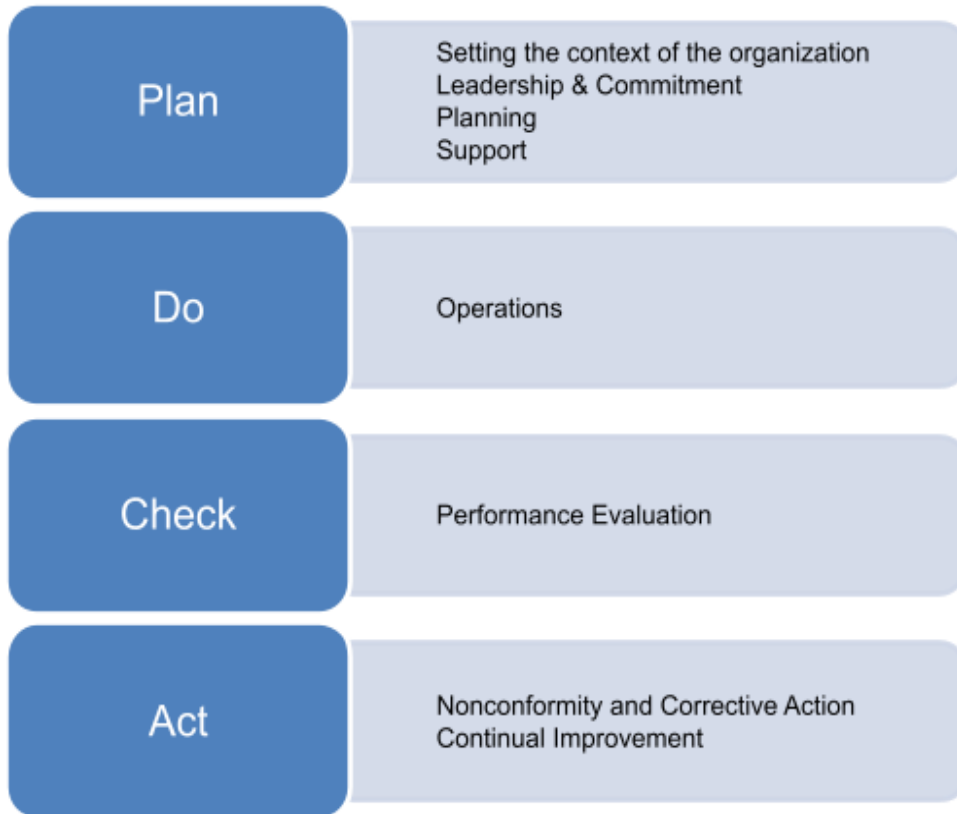 Plan
Setting the context of the organization
Leadership & Commitment
Planning
Support
Do
Operations
Check
Performance Evaluation
Act
Nonconformity and Corrective Action
Continual Improvement